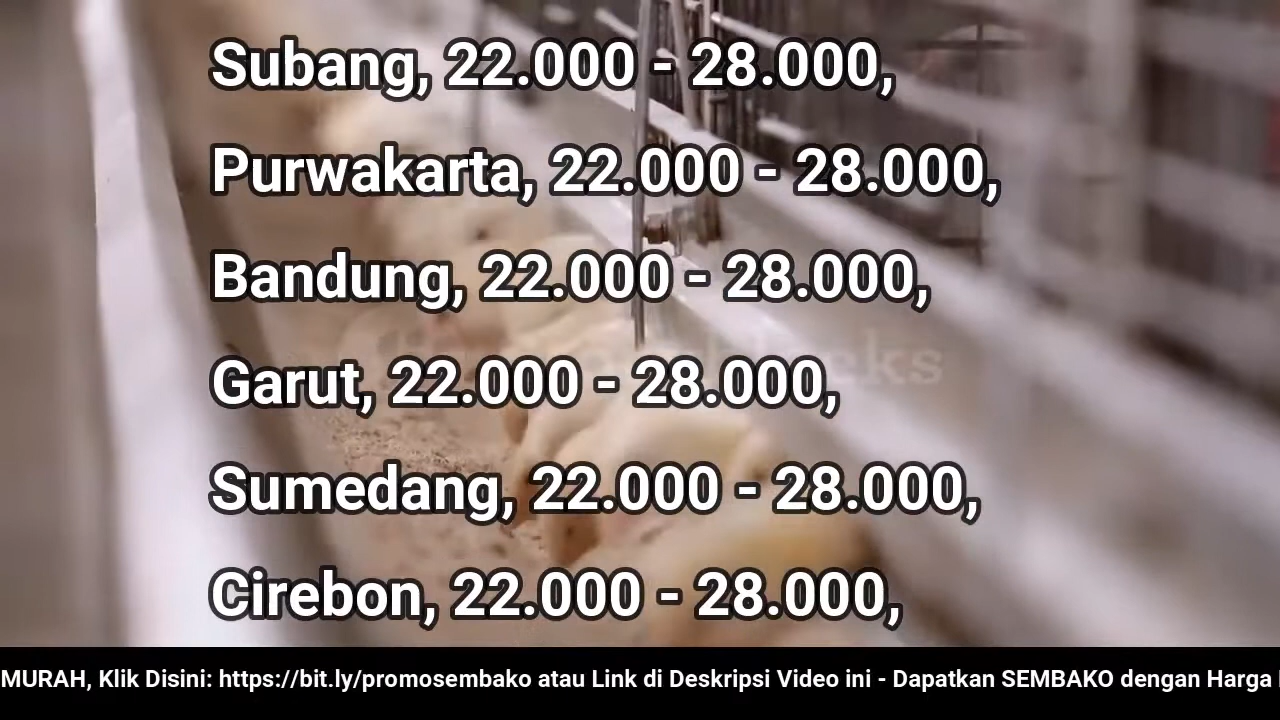 Subang, 22.000 - 28.000,
Purwakarta, 22.000 - 28.000,
Bandung, 22.000 - 28.000,
Garut, 22.000 - 28.000,
Sumedang, 22.000 - 28.000,
Cirebon, 22.000 - 28.000,
MURAH, Klik Disini: https://bit.ly/promosembako atau Link di Deskripsi Video ini - Dapatkan SEMBAKO dengan Harga